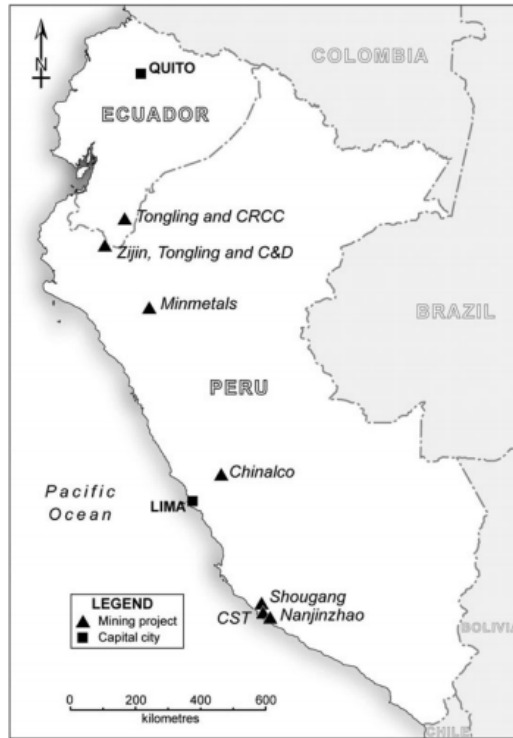 COLOMBIA
N
QUITO
ECUADOR
Tongling and CRCC
Zijin, Tongling and C&D
Minmetals
BRAZIL
PERU
Chinalco
Pacific
Ocean
LIMA
Shougang
CST
Nanjinzhao
LEGEND
Mining project
Capital city
BOLIVIA
0 200 400 600
kilometres
CHILE